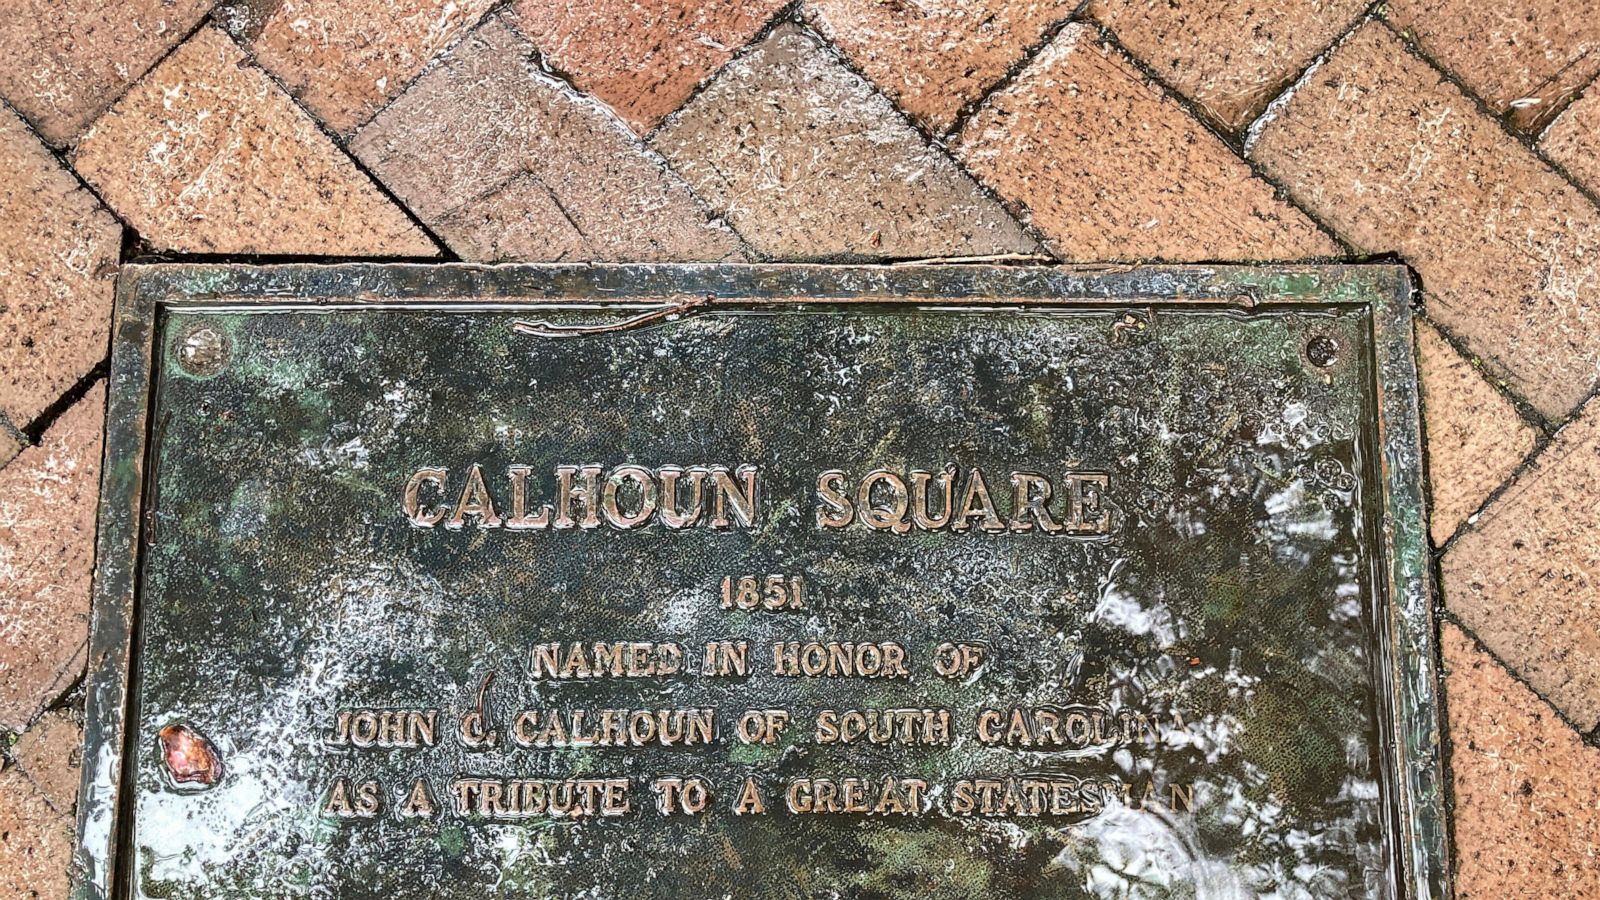 CALHOUN SQUARE
1851
NAMED IN HONOR OF
JOHN C. CALHOUN OF SOUTH CAROLINA
AS A TRIBUTE TO A GREAT STATESMAN